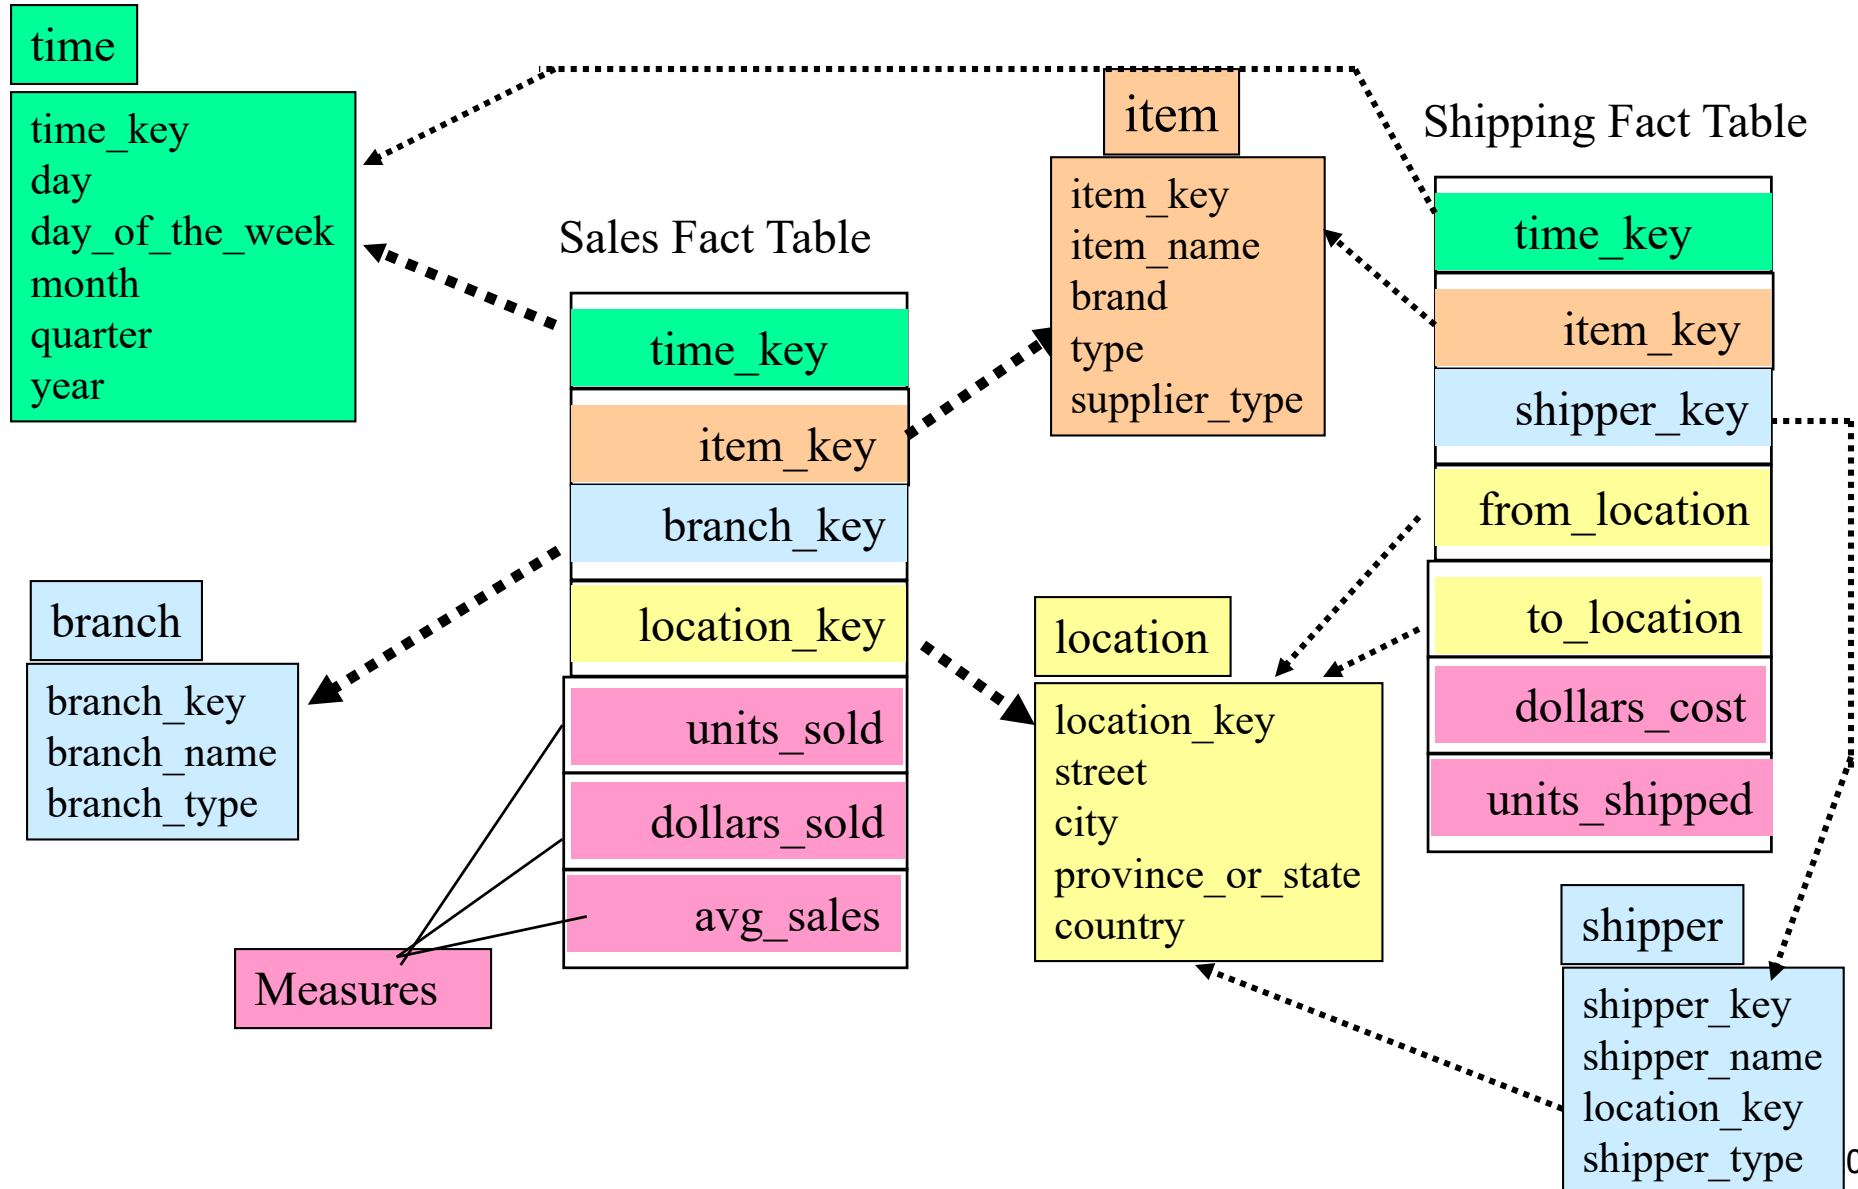 time
time_key
day
day_of_the_week
month
quarter
year
Sales Fact Table
time_key
item_key
branch_key
location_key
units_sold
dollars_sold
avg_sales
Measures
branch
branch_key
branch_name
branch_type
item
item_key
item_name
brand
type
supplier_type
location
location_key
street
city
province_or_state
country
Shipping Fact Table
time_key
item_key
shipper_key
from_location
to_location
dollars_cost
units_shipped
shipper
shipper_key
shipper_name
location_key
shipper_type